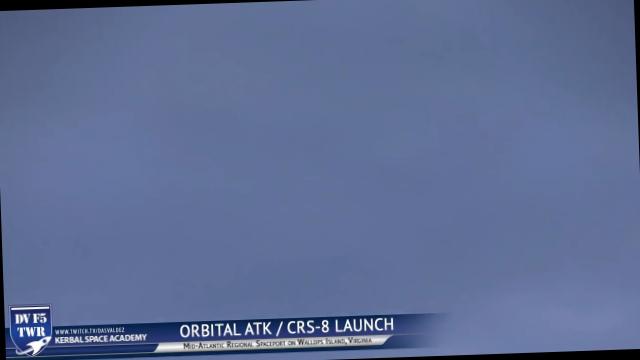 DV F5
TWR
WWW.TWITCH.TV/DASVALDEZ
KERBAL SPACE ACADEMY
ORBITAL ATK / CRS-8 LAUNCH
MID-ATLANTIC REGIONAL SPACEPORT ON WALLOPS ISLAND, VIRGINIA